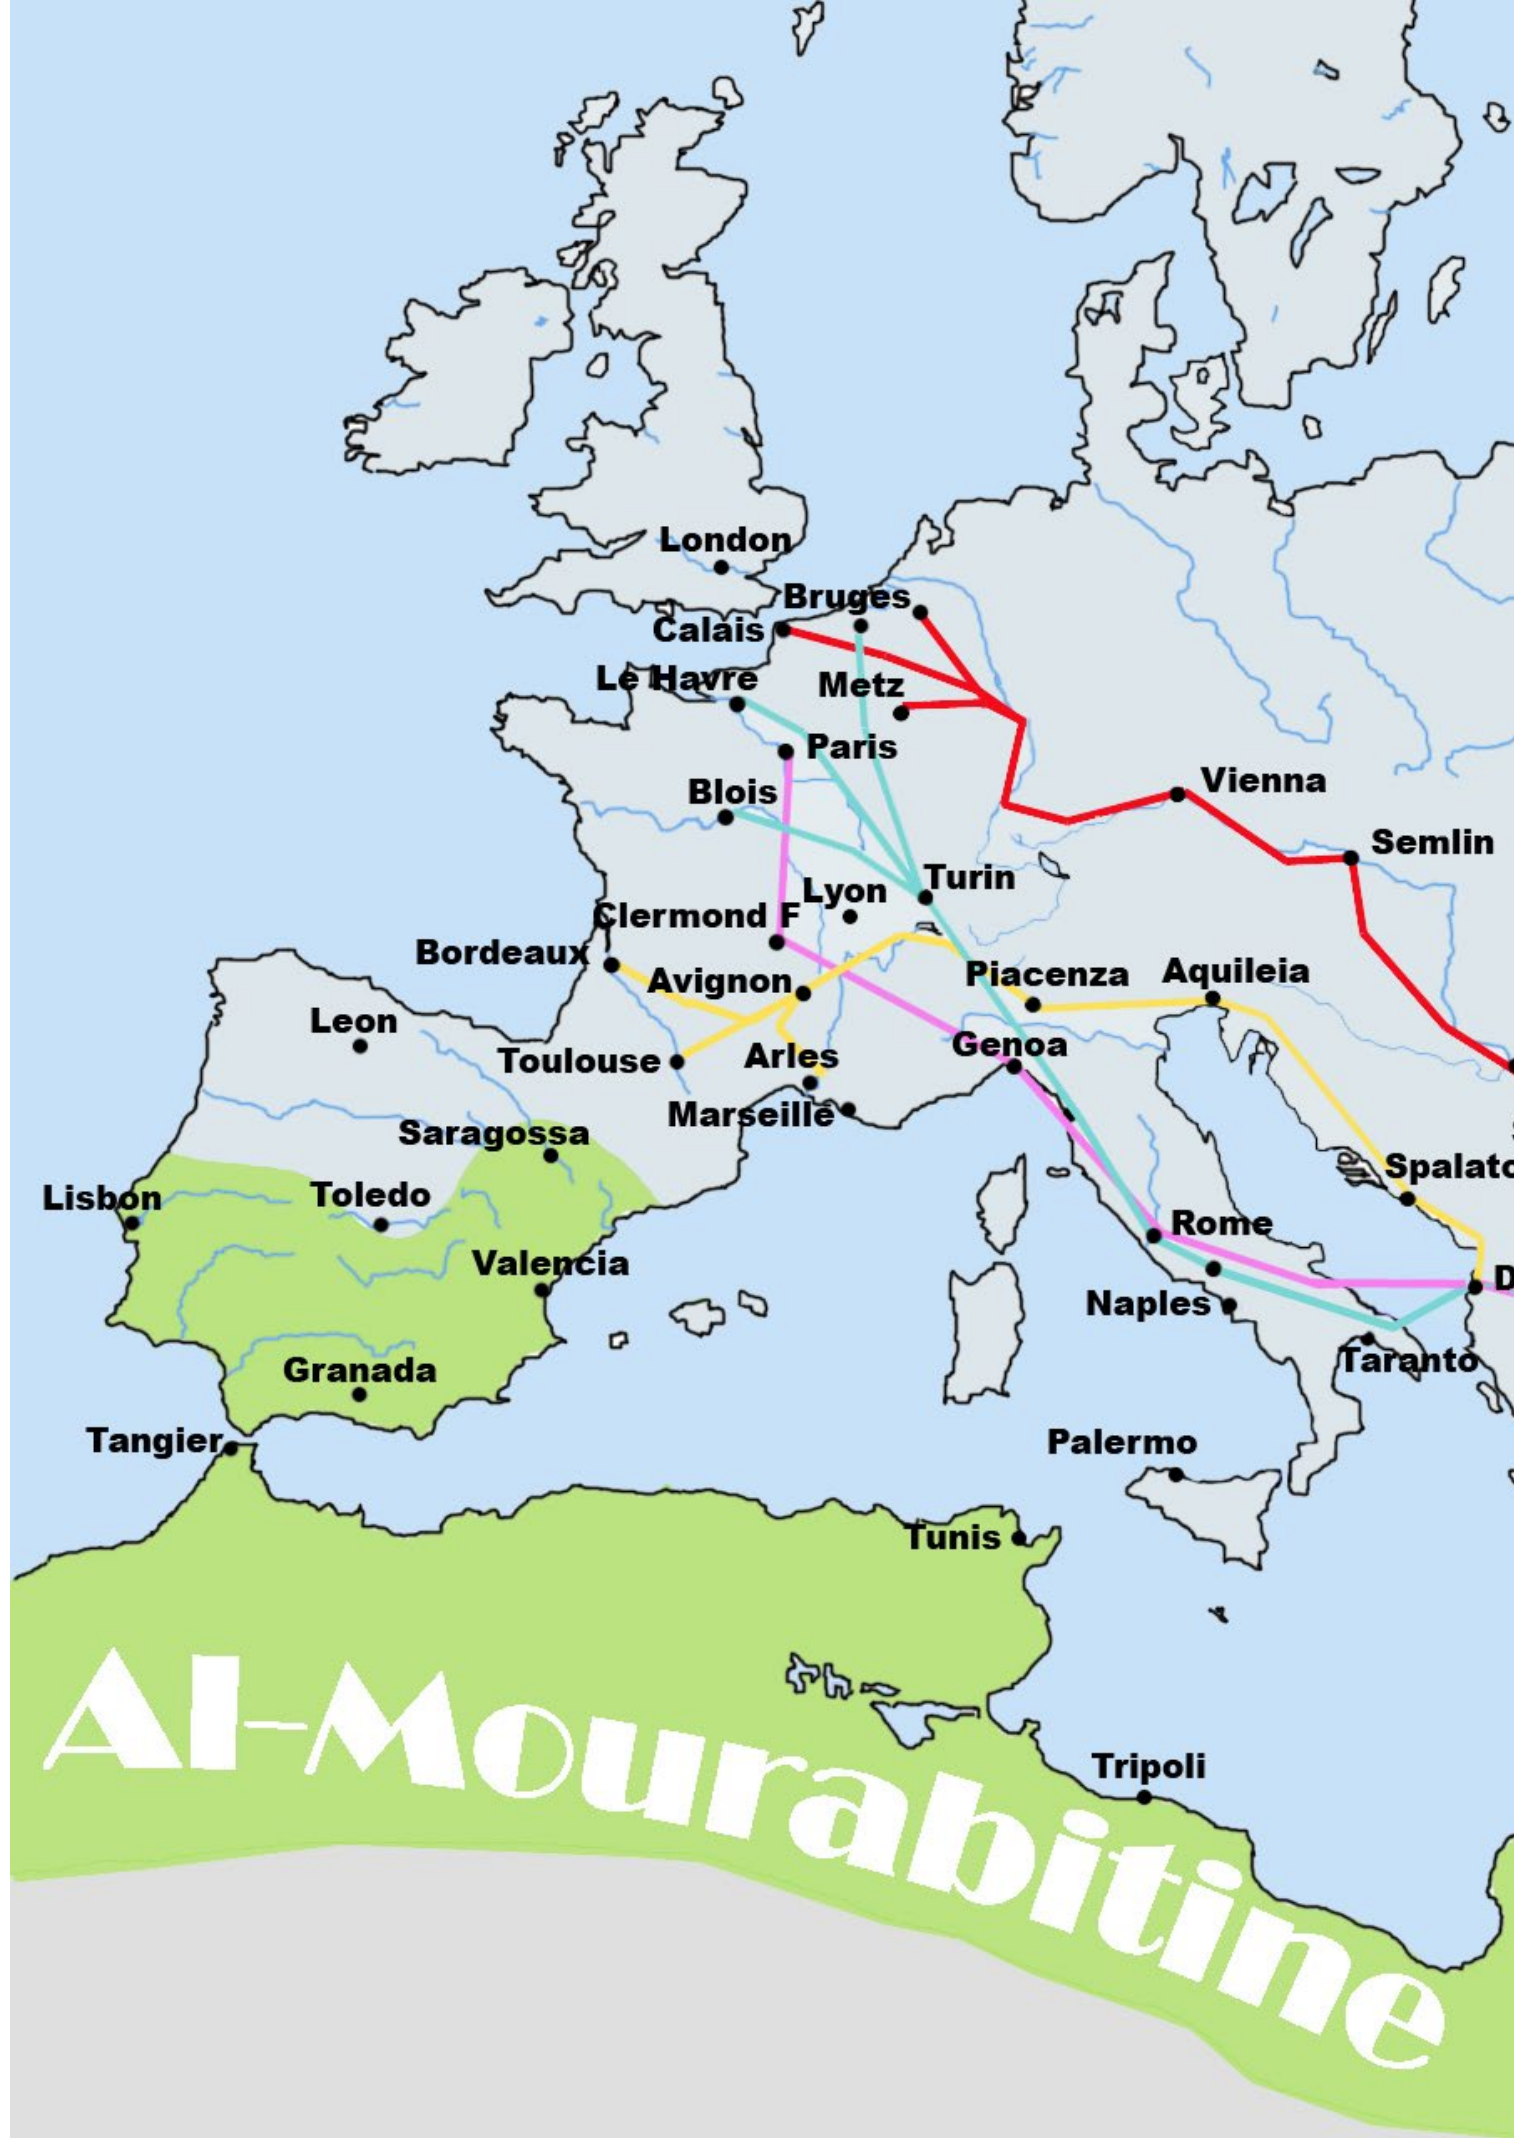 London
Bruges
Calais
Le Havre
Metz
Paris
Vienna
Blois
Semlin
Turin
Lyon
Clermond F
Bordeaux
Avignon
Piacenza
Aquileia
Leon
Genoa
Toulouse
Arles
Marseille
Saragossa
Spalato
Lisbon
Toledo
Rome
Valencia
D
Naples
Taranto
Granada
Tangier
Palermo
Tunis
Al-Mourabitine
Tripoli